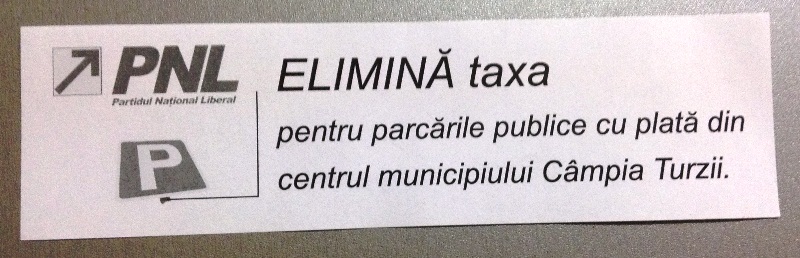 PNL
Partidul Național Liberal
P
ELIMINĂ taxa
pentru parcările publice cu plată din
centrul municipiului Câmpia Turzii.